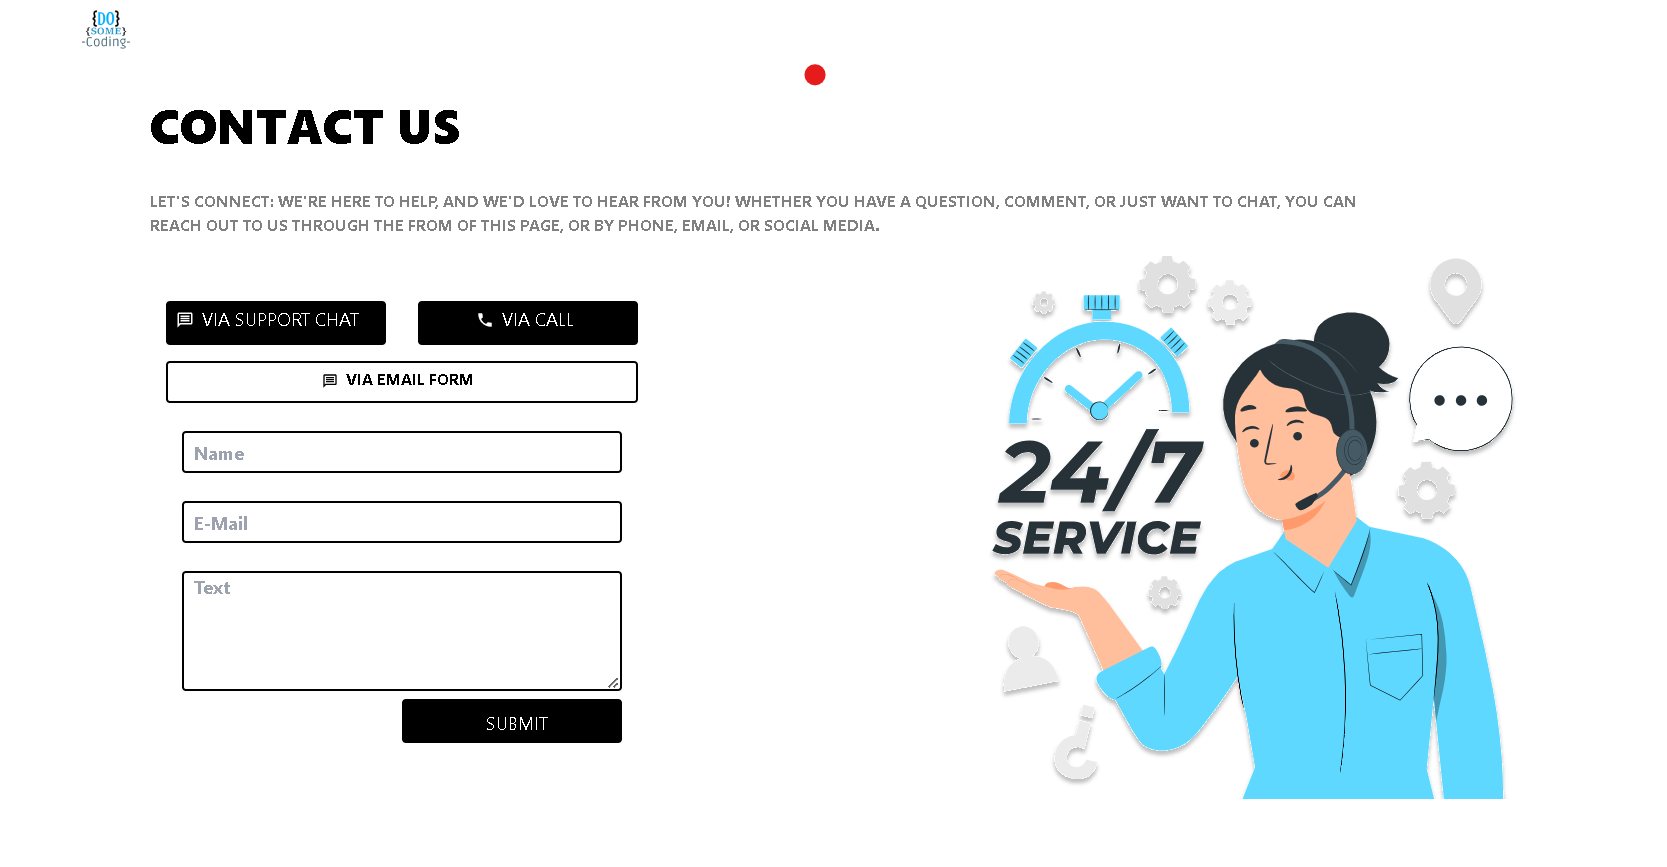 {DO}
{SOME}
-Coding-
CONTACT US
LET'S CONNECT: WE'RE HERE TO HELP, AND WE'D LOVE TO HEAR FROM YOU! WHETHER YOU HAVE A QUESTION, COMMENT, OR JUST WANT TO CHAT, YOU CAN
REACH OUT TO US THROUGH THE FROM OF THIS PAGE, OR BY PHONE, EMAIL, OR SOCIAL MEDIA.
VIA SUPPORT CHAT
VIA CALL
VIA EMAIL FORM
Name
E-Mail
Text
SUBMIT
24/7
SERVICE